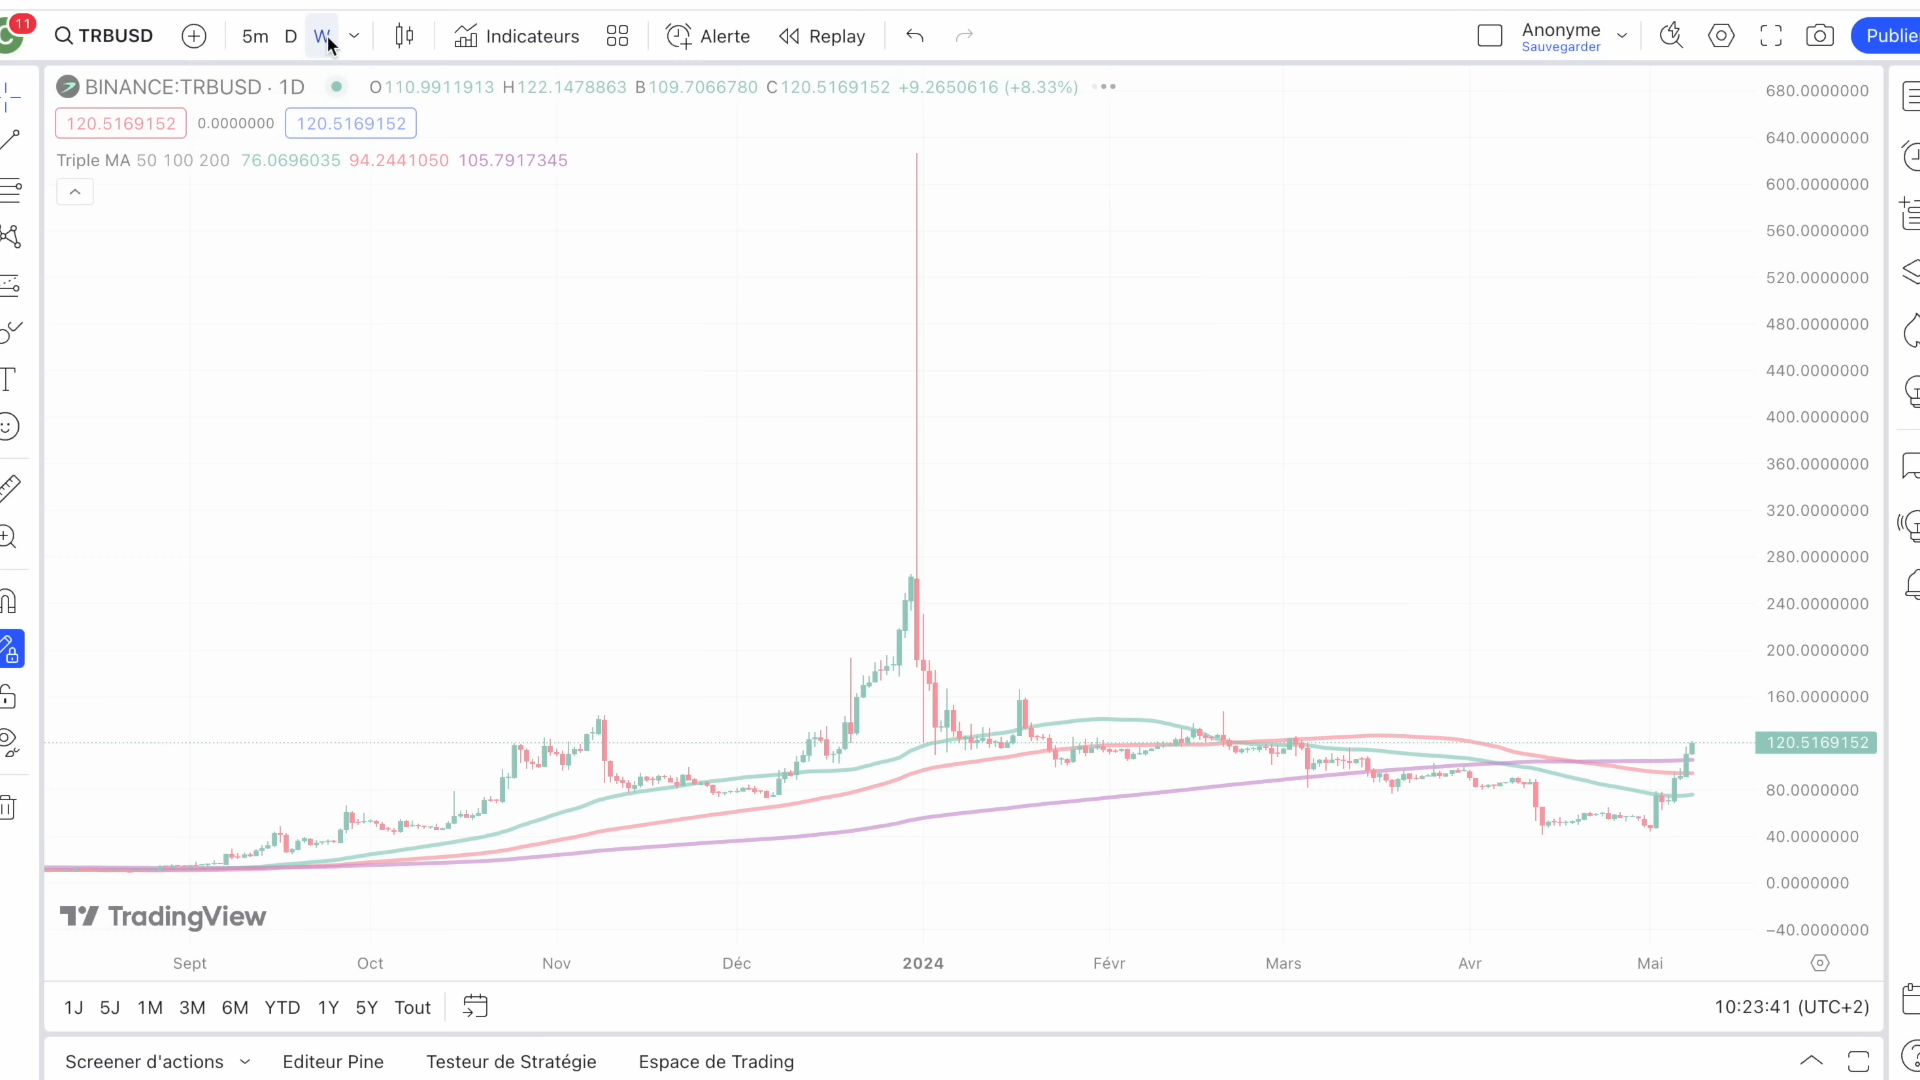 11
TRBUSD 5m D W Indicateurs Alerte Replay Anonyme
Sauvegarder
Publier
BINANCE:TRBUSD · 1D O110.9911913 H122.1478863 B109.7066780 C120.5169152 +9.2650616 (+8.33%)
120.5169152 0.0000000 120.5169152
Triple MA 50 100 200 76.0696035 94.2441050 105.7917345
680.0000000
640.0000000
600.0000000
560.0000000
520.0000000
480.0000000
440.0000000
400.0000000
360.0000000
320.0000000
280.0000000
240.0000000
200.0000000
160.0000000
120.5169152
80.0000000
40.0000000
0.0000000
−40.0000000
TradingView
Sept Oct Nov Déc 2024 Févr Mars Avr Mai
1J 5J 1M 3M 6M YTD 1Y 5Y Tout 10:23:41 (UTC+2)
Screener d'actions Editeur Pine Testeur de Stratégie Espace de Trading